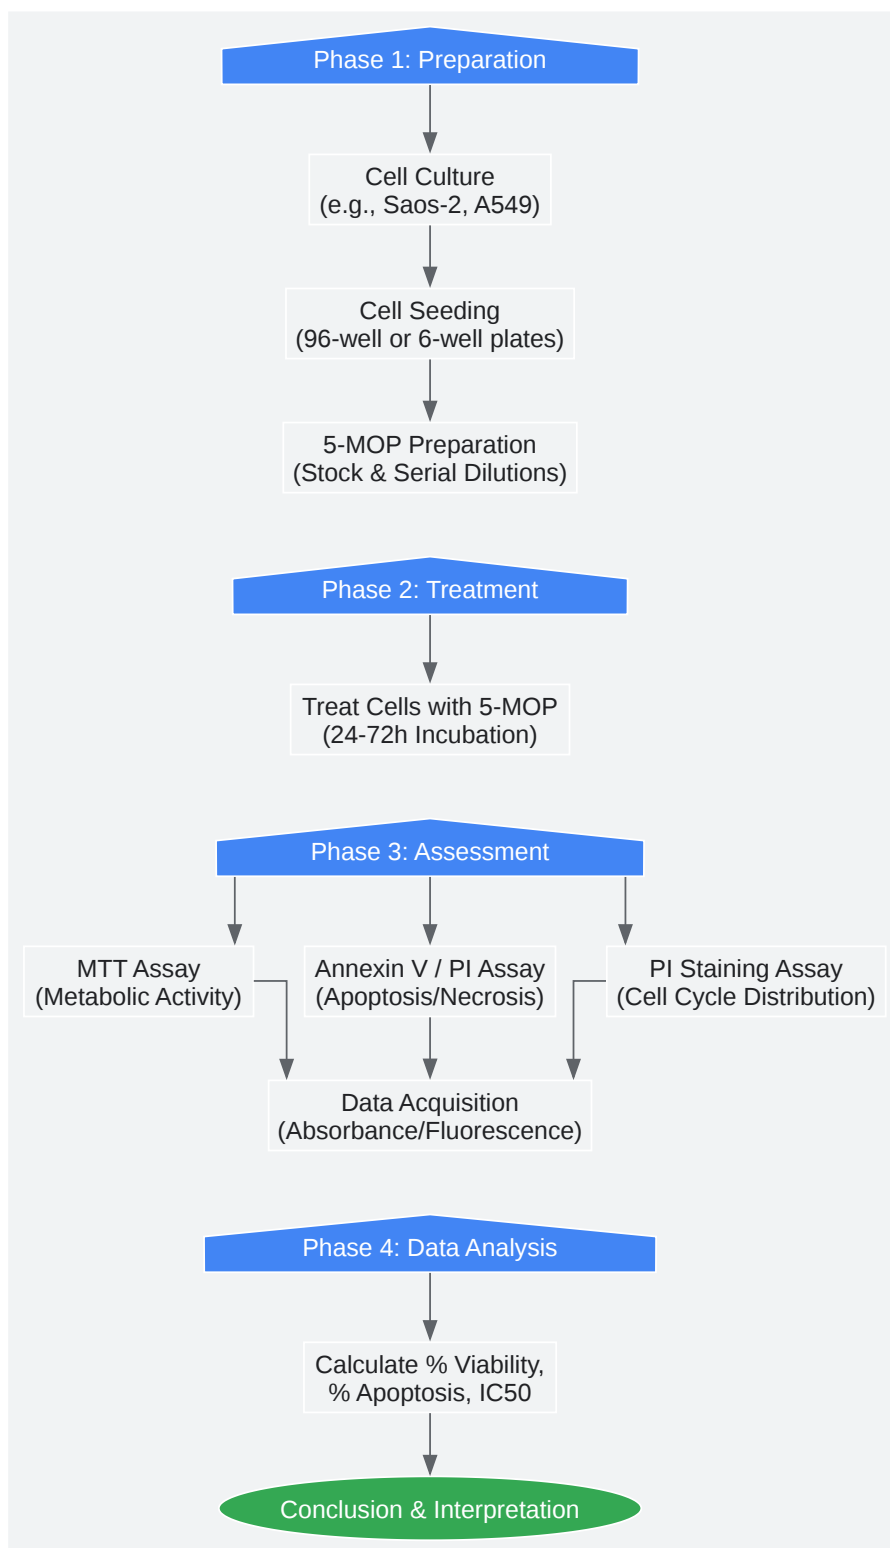 Phase 1: Preparation
Cell Culture
(e.g., Saos-2, A549)
Cell Seeding
(96-well or 6-well plates)
5-MOP Preparation
(Stock & Serial Dilutions)
Phase 2: Treatment
Treat Cells with 5-MOP
(24-72h Incubation)
Phase 3: Assessment
MTT Assay
(Metabolic Activity)
Annexin V / PI Assay
(Apoptosis/Necrosis)
PI Staining Assay
(Cell Cycle Distribution)
Data Acquisition
(Absorbance/Fluorescence)
Phase 4: Data Analysis
Calculate % Viability,
% Apoptosis, IC50
Conclusion & Interpretation